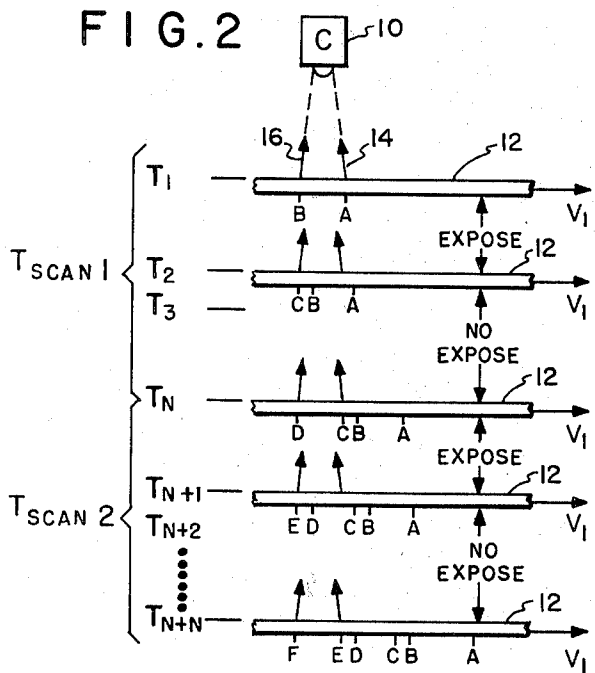 FIG.2
C 10
16 14
12
T1
B A
V1
EXPOSE
TSCAN 1
12
T2
V1
C B A
T3
NO
EXPOSE
12
TN
V1
D C B A
EXPOSE
12
TSCAN 2
TN+1
V1
E D C B A
TN+2
NO
EXPOSE
12
TN+N
V1
F E D C B A